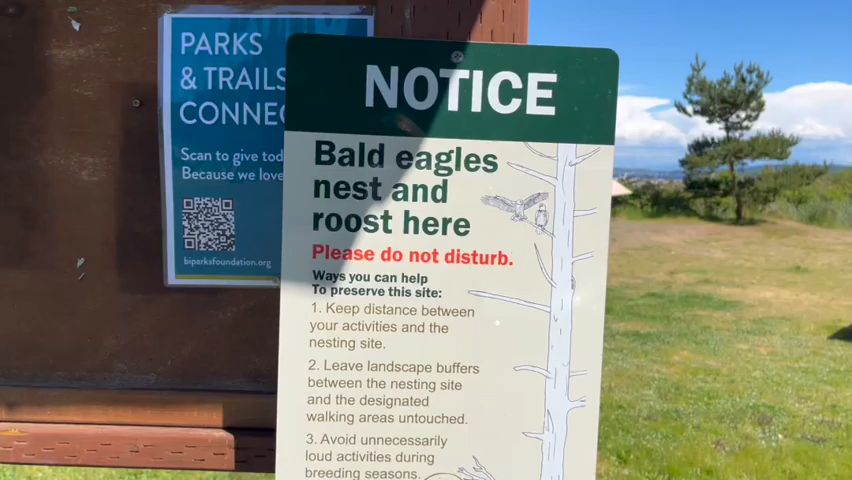 PARKS
& TRAILS
CONNEC
Scan to give tod
Because we love
biparksfoundation.org
NOTICE
Bald eagles
nest and
roost here
Please do not disturb.
Ways you can help
To preserve this site:
1. Keep distance between
your activities and the
nesting site.
2. Leave landscape buffers
between the nesting site
and the designated
walking areas untouched.
3. Avoid unnecessarily
loud activities during
breeding seasons.